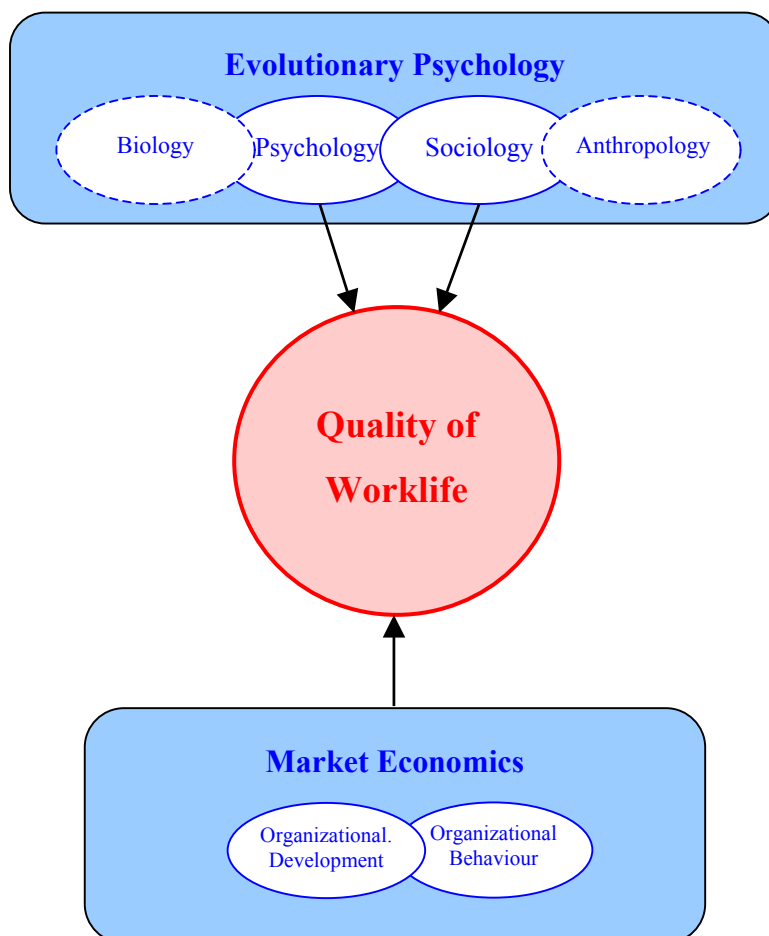 Evolutionary Psychology
Biology
Psychology
Sociology
Anthropology
Quality of
Worklife
Market Economics
Organizational.
Development
Organizational
Behaviour